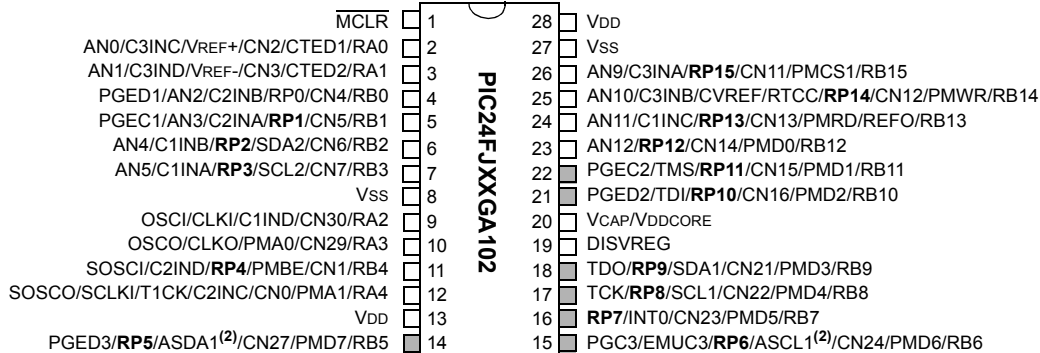 MCLR 1 28 VDD
AN0/C3INC/VREF+/CN2/CTED1/RA0 2 27 VSS
AN1/C3IND/VREF-/CN3/CTED2/RA1 3 26 AN9/C3INA/RP15/CN11/PMCS1/RB15
PGED1/AN2/C2INB/RP0/CN4/RB0 4 25 AN10/C3INB/CVREF/RTCC/RP14/CN12/PMWR/RB14
PGEC1/AN3/C2INA/RP1/CN5/RB1 5 24 AN11/C1INC/RP13/CN13/PMRD/REFO/RB13
AN4/C1INB/RP2/SDA2/CN6/RB2 6 23 AN12/RP12/CN14/PMD0/RB12
AN5/C1INA/RP3/SCL2/CN7/RB3 7 22 PGEC2/TMS/RP11/CN15/PMD1/RB11
VSS 8 21 PGED2/TDI/RP10/CN16/PMD2/RB10
OSCI/CLKI/C1IND/CN30/RA2 9 20 VCAP/VDDCORE
OSCO/CLKO/PMA0/CN29/RA3 10 19 DISVREG
SOSCI/C2IND/RP4/PMBE/CN1/RB4 11 18 TDO/RP9/SDA1/CN21/PMD3/RB9
SOSCO/SCLKI/T1CK/C2INC/CN0/PMA1/RA4 12 17 TCK/RP8/SCL1/CN22/PMD4/RB8
VDD 13 16 RP7/INT0/CN23/PMD5/RB7
PGED3/RP5/ASDA1(2)/CN27/PMD7/RB5 14 15 PGC3/EMUC3/RP6/ASCL1(2)/CN24/PMD6/RB6
PIC24FJXXGA102